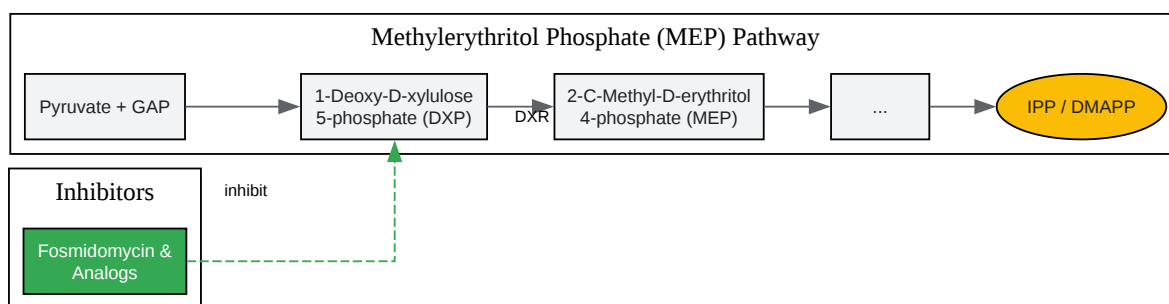 Methylerythritol Phosphate (MEP) Pathway
Pyruvate + GAP
1-Deoxy-D-xylulose
5-phosphate (DXP)
DXR
2-C-Methyl-D-erythritol
4-phosphate (MEP)
...
IPP / DMAPP
Inhibitors
inhibit
Fosmidomycin &
Analogs